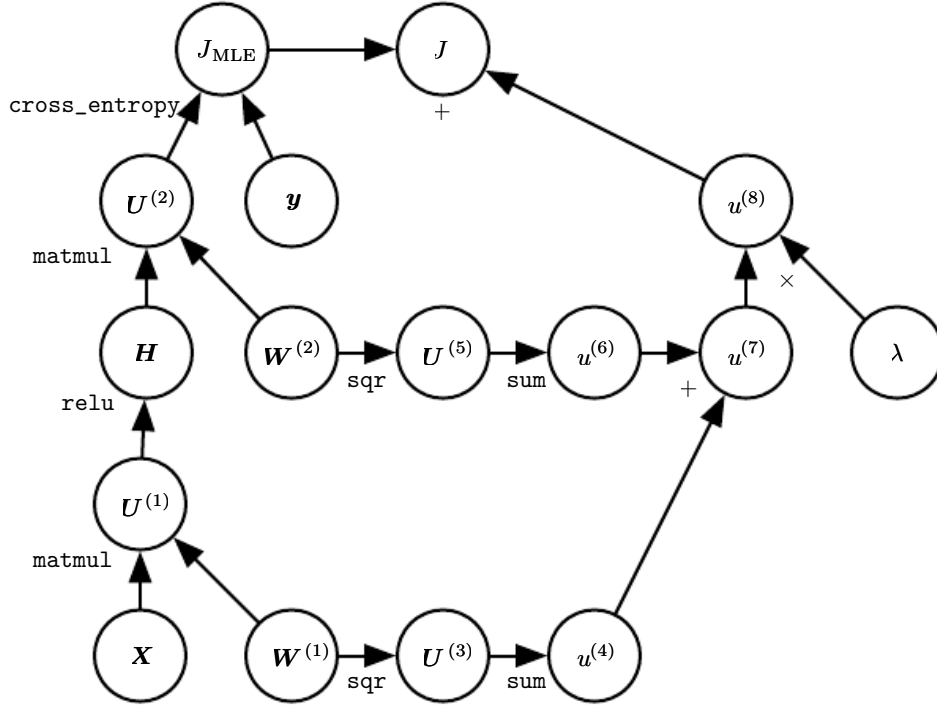 J_MLE J
cross_entropy +
U^(2) y u^(8)
matmul ×
H W^(2) U^(5) u^(6) u^(7) λ
relu sqr sum +
U^(1)
matmul
X W^(1) U^(3) u^(4)
sqr sum